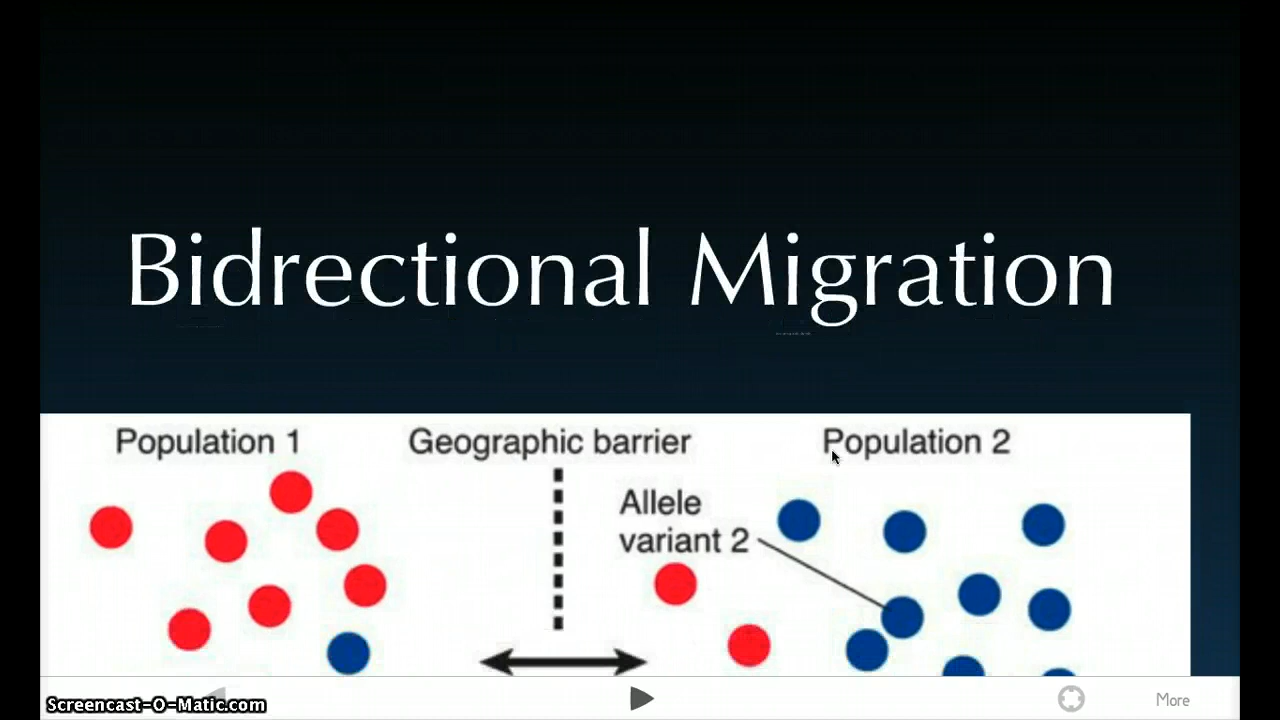 Bidrectional Migration
Population 1
Geographic barrier
Population 2
Allele
variant 2
Screencast-O-Matic.com
More